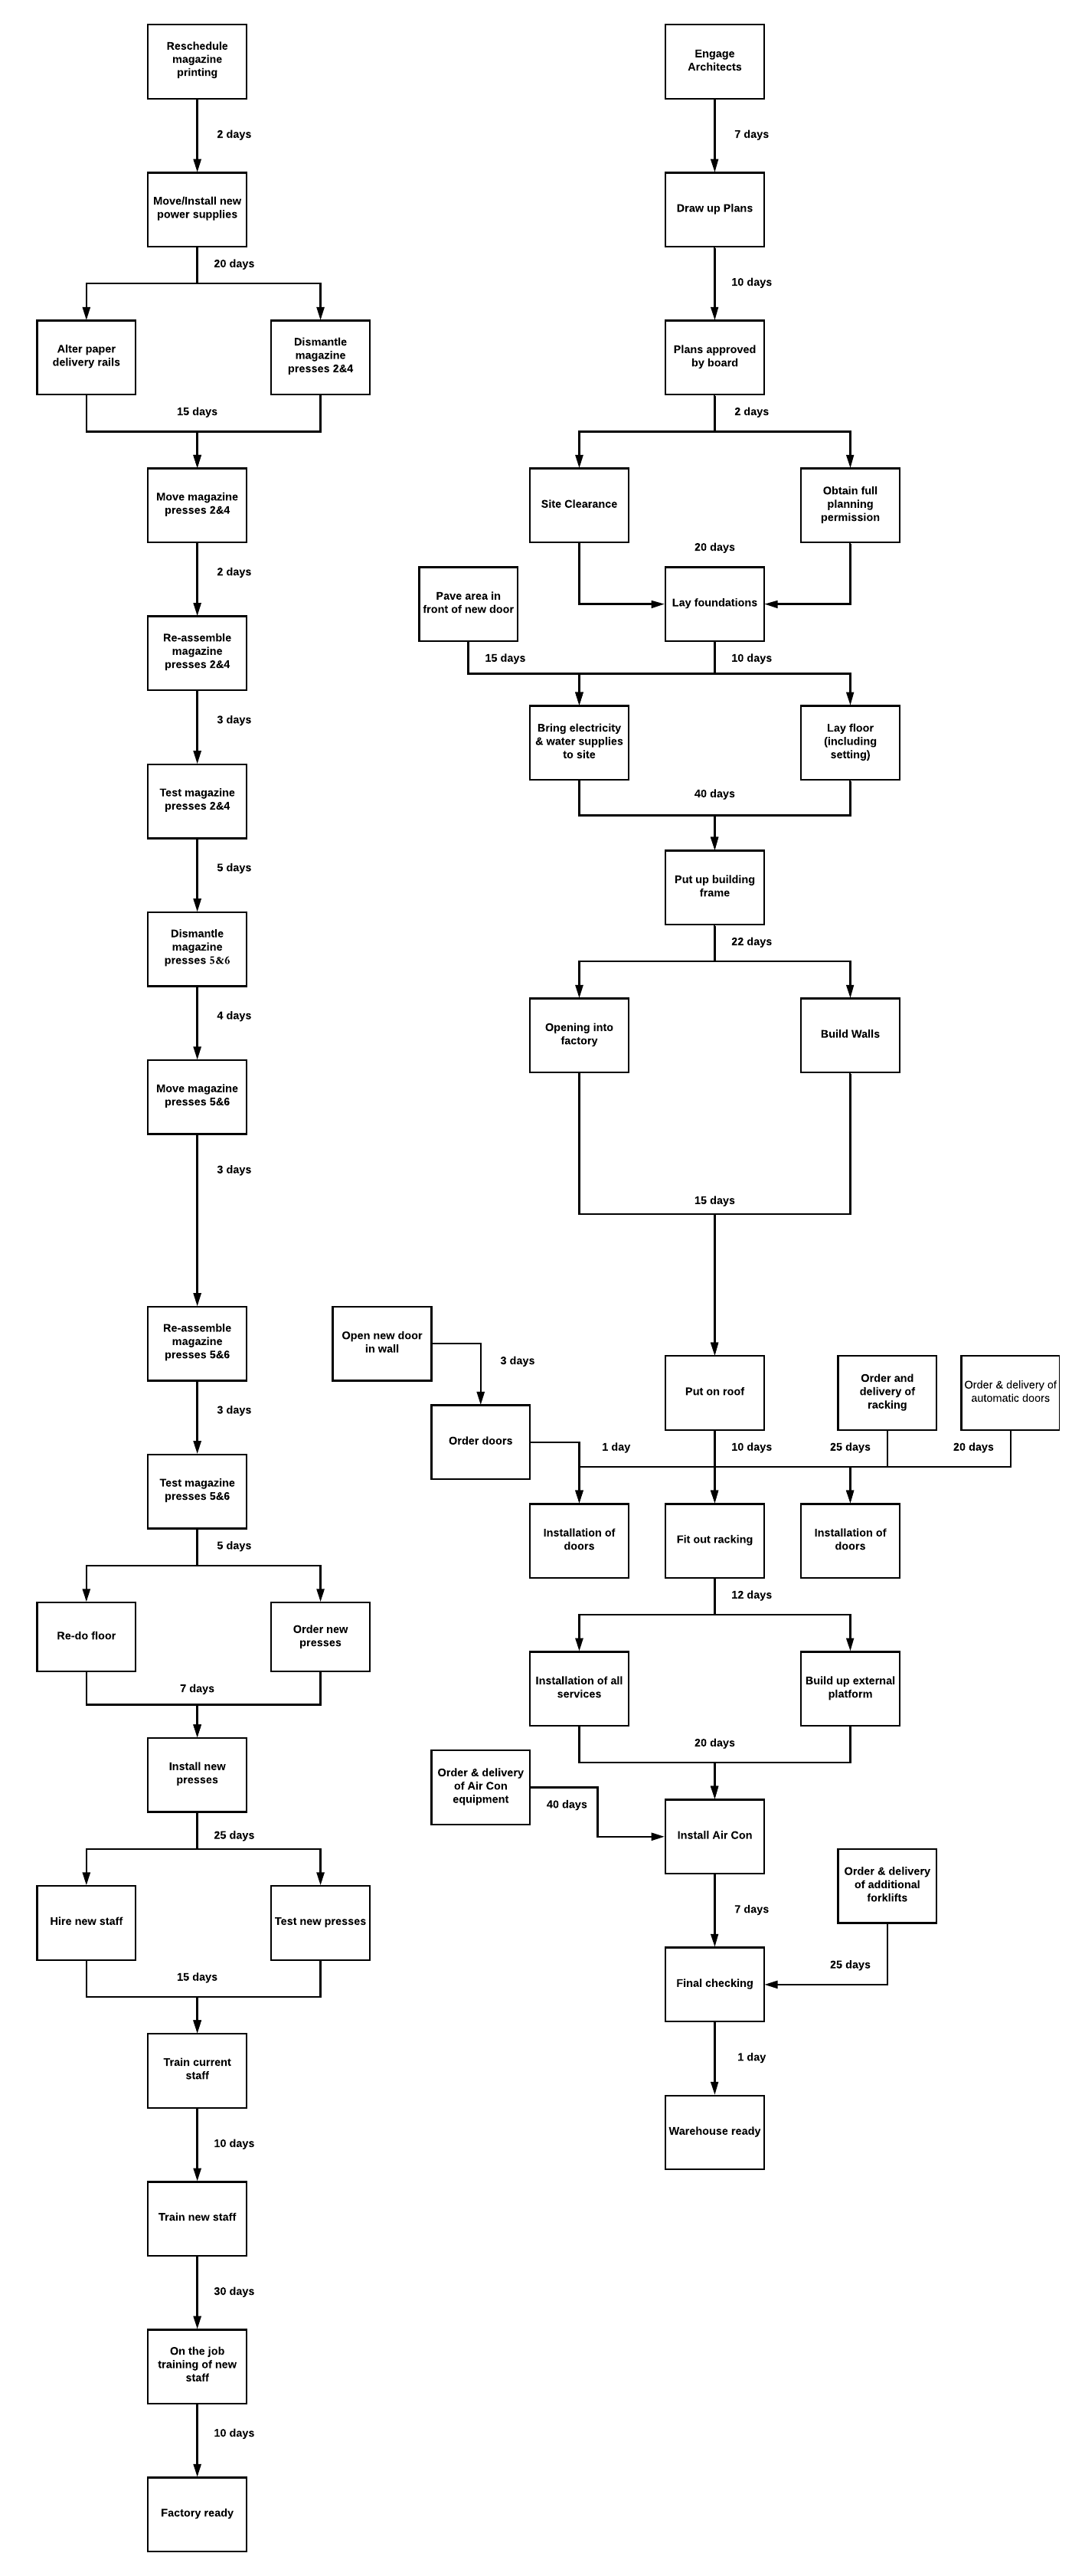 Reschedule
magazine
printing
2 days
Move/Install new
power supplies
20 days
Alter paper
delivery rails
Dismantle
magazine
presses 2&4
15 days
Move magazine
presses 2&4
2 days
Re-assemble
magazine
presses 2&4
3 days
Test magazine
presses 2&4
5 days
Dismantle
magazine
presses 5&6
4 days
Move magazine
presses 5&6
3 days
Re-assemble
magazine
presses 5&6
3 days
Test magazine
presses 5&6
5 days
Re-do floor
Order new
presses
7 days
Install new
presses
25 days
Hire new staff
Test new presses
15 days
Train current
staff
10 days
Train new staff
30 days
On the job
training of new
staff
10 days
Factory ready
Engage
Architects
7 days
Draw up Plans
10 days
Plans approved
by board
2 days
Site Clearance
Obtain full
planning
permission
20 days
Pave area in
front of new door
Lay foundations
15 days
10 days
Bring electricity
& water supplies
to site
Lay floor
(including
setting)
40 days
Put up building
frame
22 days
Opening into
factory
Build Walls
15 days
Open new door
in wall
3 days
Order doors
1 day
Put on roof
10 days
Order and
delivery of
racking
25 days
Order & delivery of
automatic doors
20 days
Installation of
doors
Fit out racking
Installation of
doors
12 days
Installation of all
services
Build up external
platform
20 days
Order & delivery
of Air Con
equipment
40 days
Install Air Con
7 days
Order & delivery
of additional
forklifts
25 days
Final checking
1 day
Warehouse ready